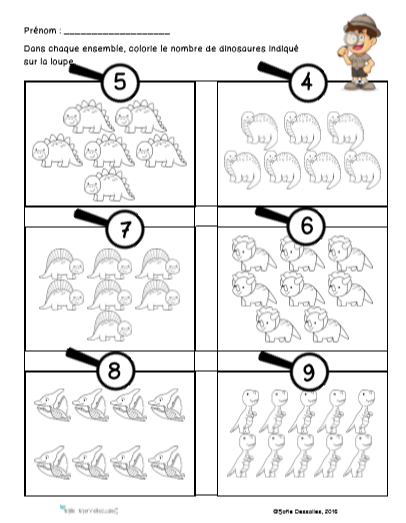 Prénom : ___________________
Dans chaque ensemble, colorie le nombre de dinosaures indiqué
sur la loupe.
5
4
7
6
8
9
©Sofie Dessalles, 2016